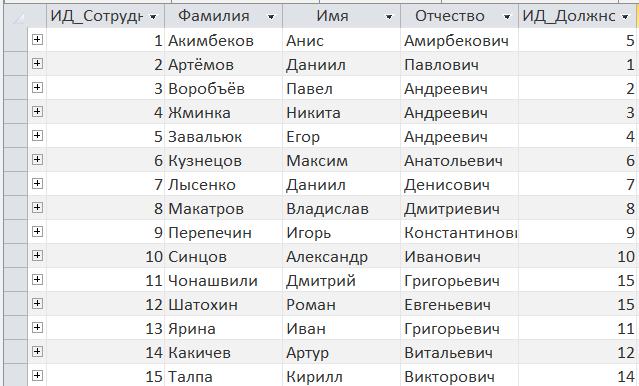 ИД_Сотрудн Фамилия Имя Отчество ИД_Должно
1 Акимбеков Анис Амирбекович 5
2 Артёмов Даниил Павлович 1
3 Воробъёв Павел Андреевич 2
4 Жминка Никита Андреевич 3
5 Завальюк Егор Андреевич 4
6 Кузнецов Максим Анатольевич 6
7 Лысенко Даниил Денисович 7
8 Макатров Владислав Дмитриевич 8
9 Перепечин Игорь Константинови 9
10 Синцов Александр Иванович 10
11 Чонашвили Дмитрий Григорьевич 15
12 Шатохин Роман Евгеньевич 15
13 Ярина Иван Григорьевич 11
14 Какичев Артур Витальевич 12
15 Талпа Кирилл Викторович 14